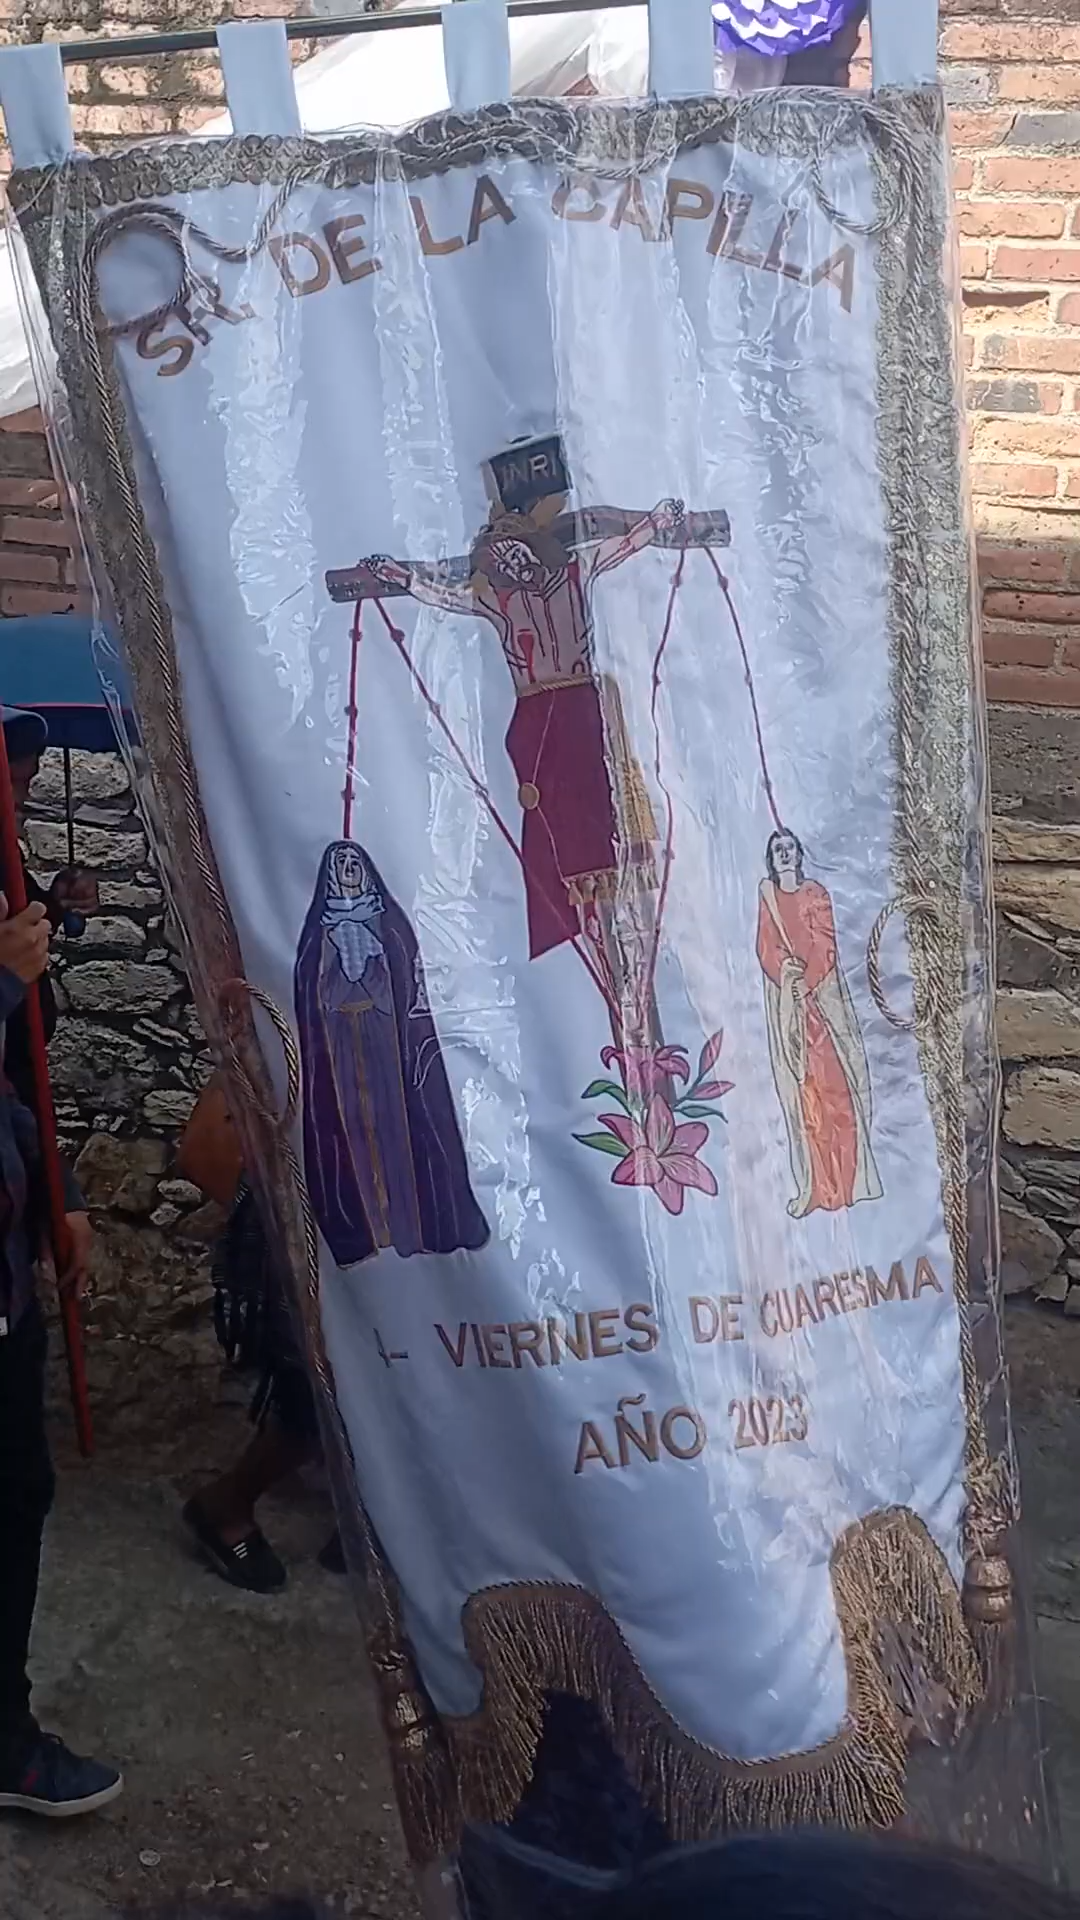 SR. DE LA CAPILLA
INRI
VIERNES DE CUARESMA
AÑO 2023